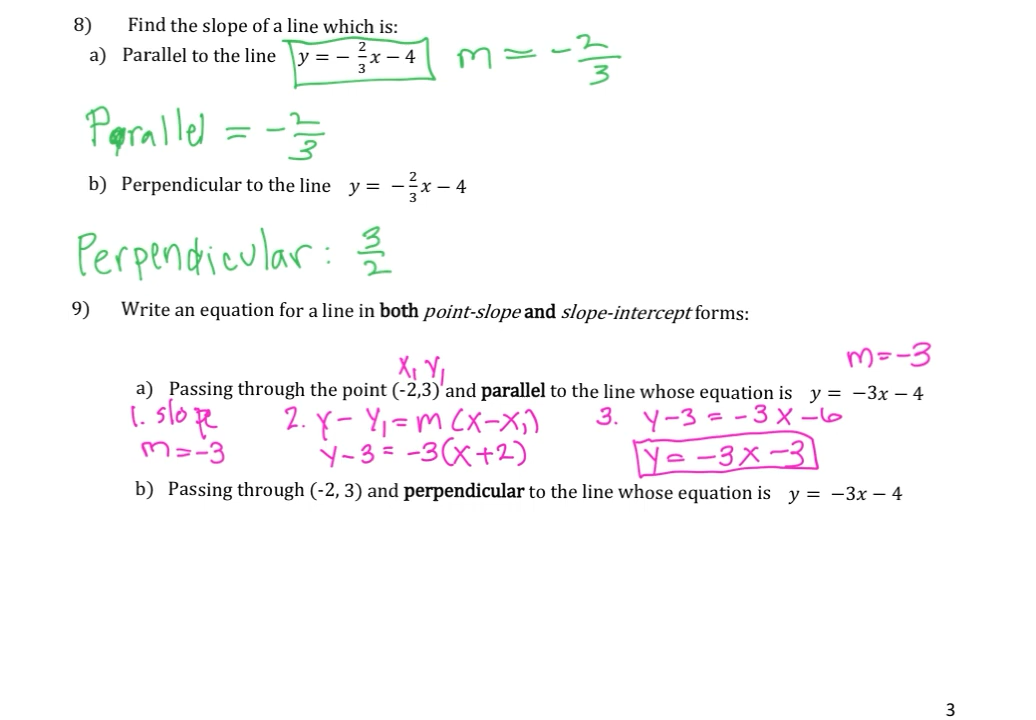 8) Find the slope of a line which is:
a) Parallel to the line y = − 2/3 x − 4 m = − 2/3
Parallel = − 2/3
b) Perpendicular to the line y = − 2/3 x − 4
Perpendicular: 3/2
9) Write an equation for a line in both point-slope and slope-intercept forms:
m = −3
x₁ y₁
a) Passing through the point (-2,3) and parallel to the line whose equation is y = −3x − 4
1. slope 2. y − y₁ = m (x − x₁) 3. y − 3 = −3x − 6
m = −3 y − 3 = −3(x + 2) y = −3x − 3
b) Passing through (-2, 3) and perpendicular to the line whose equation is y = −3x − 4
3